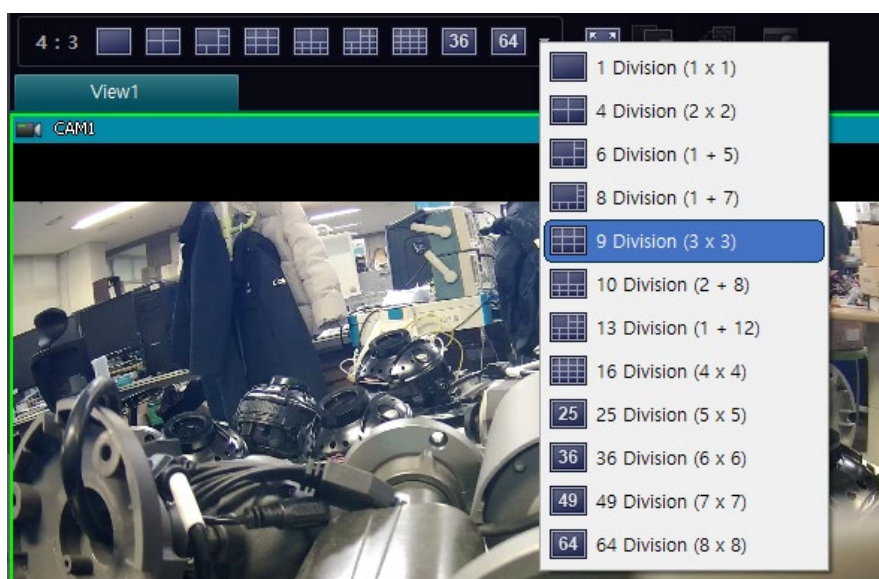 4 : 3 36 64
View1
CAM1
1 Division (1 x 1)
4 Division (2 x 2)
6 Division (1 + 5)
8 Division (1 + 7)
9 Division (3 x 3)
10 Division (2 + 8)
13 Division (1 + 12)
16 Division (4 x 4)
25 25 Division (5 x 5)
36 36 Division (6 x 6)
49 49 Division (7 x 7)
64 64 Division (8 x 8)